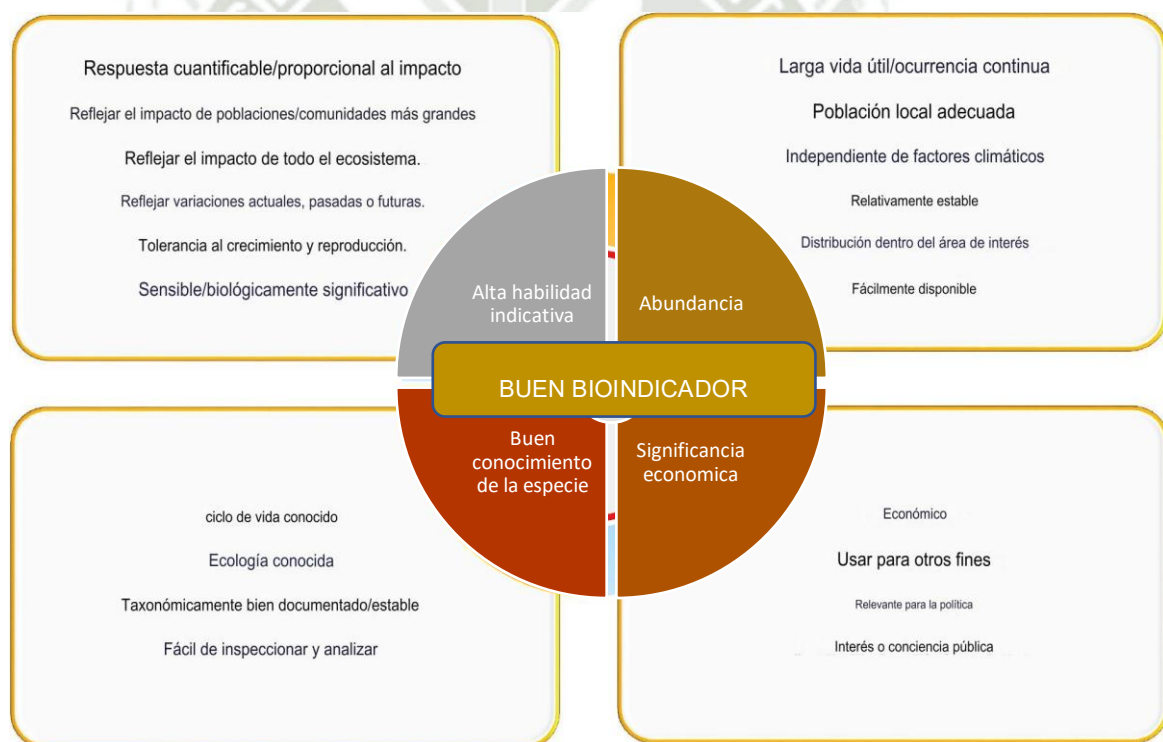 Respuesta cuantificable/proporcional al impacto
Reflejar el impacto de poblaciones/comunidades más grandes
Reflejar el impacto de todo el ecosistema.
Reflejar variaciones actuales, pasadas o futuras.
Tolerancia al crecimiento y reproducción.
Sensible/biológicamente significativo
Larga vida útil/ocurrencia continua
Población local adecuada
Independiente de factores climáticos
Relativamente estable
Distribución dentro del área de interés
Fácilmente disponible
Alta habilidad
indicativa
Abundancia
BUEN BIOINDICADOR
Buen
conocimiento
de la especie
Significancia
economica
ciclo de vida conocido
Ecología conocida
Taxonómicamente bien documentado/estable
Fácil de inspeccionar y analizar
Económico
Usar para otros fines
Relevante para la política
Interés o conciencia pública